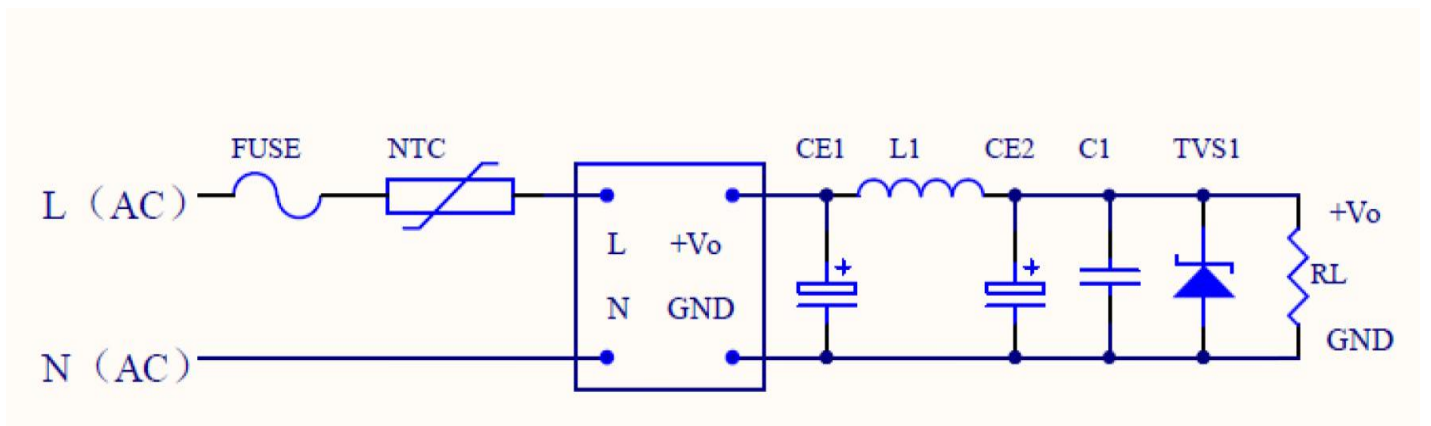 FUSE NTC CE1 L1 CE2 C1 TVS1
L（AC） +Vo
L +Vo
RL
N GND
GND
N（AC）